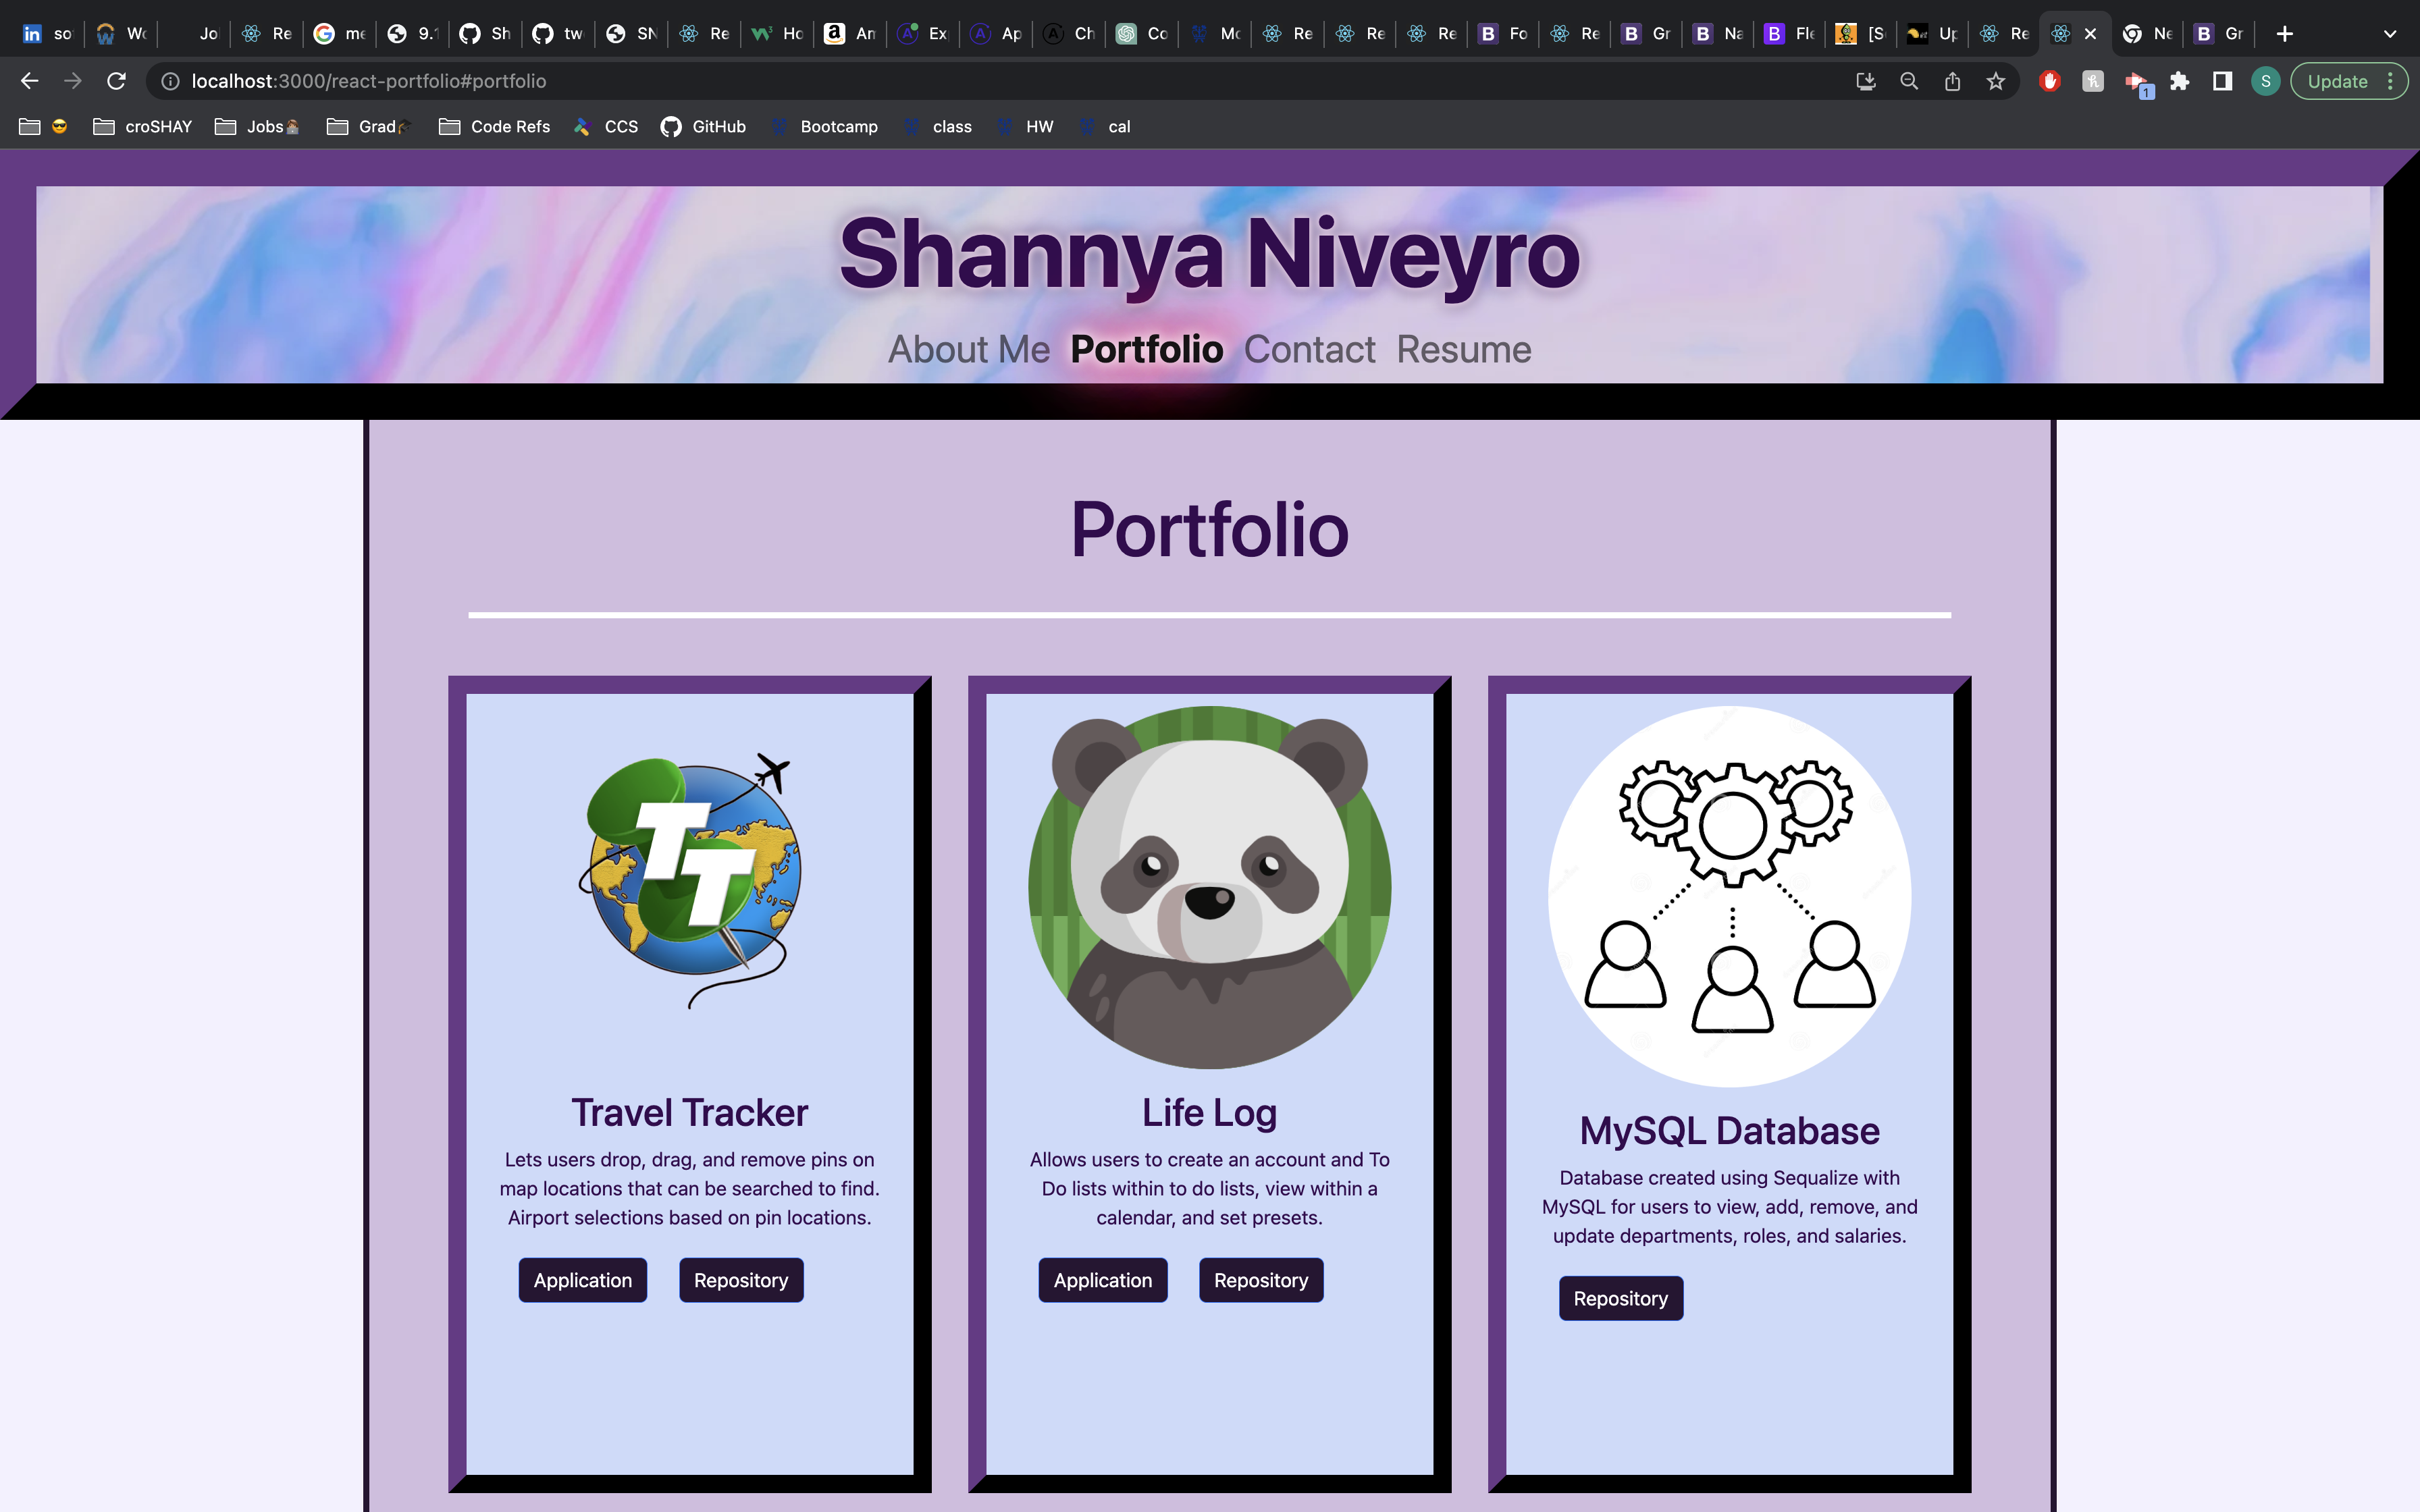 so
Wo
Jo
Re
me
9.1
Sh
tw
SN
Re
Ho
Am
Ex
Ap
Ch
Co
Mo
Re
Re
Re
Fo
Re
Gr
Na
Fle
[S
Up
Re
Ne
Gr
localhost:3000/react-portfolio#portfolio
1
S
Update
croSHAY
Jobs
Grad
Code Refs
CCS
GitHub
Bootcamp
class
HW
cal
Shannya Niveyro
About Me Portfolio Contact Resume
Portfolio
TT
Travel Tracker
Lets users drop, drag, and remove pins on
map locations that can be searched to find.
Airport selections based on pin locations.
Application
Repository
Life Log
Allows users to create an account and To
Do lists within to do lists, view within a
calendar, and set presets.
Application
Repository
MySQL Database
Database created using Sequalize with
MySQL for users to view, add, remove, and
update departments, roles, and salaries.
Repository